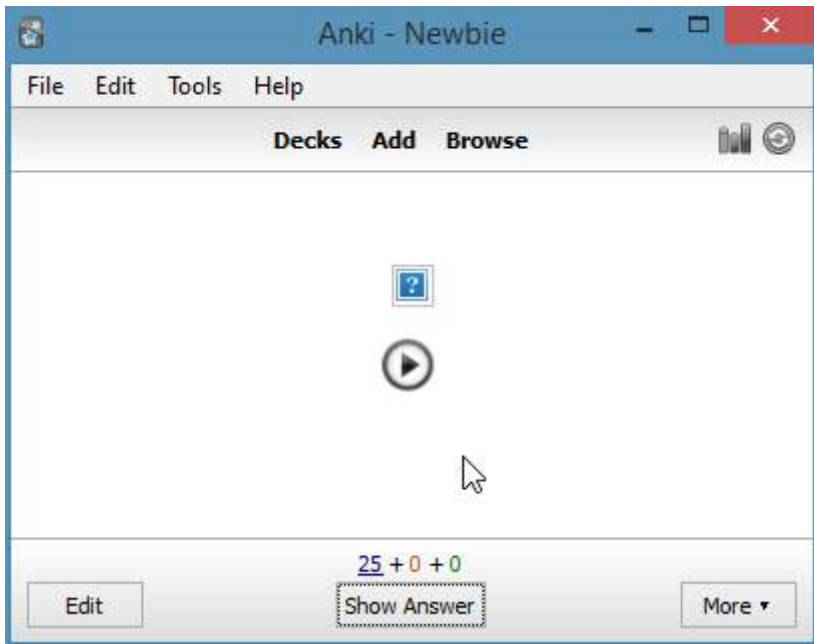 Anki - Newbie
File Edit Tools Help
Decks Add Browse
?
25 + 0 + 0
Edit Show Answer More ▾